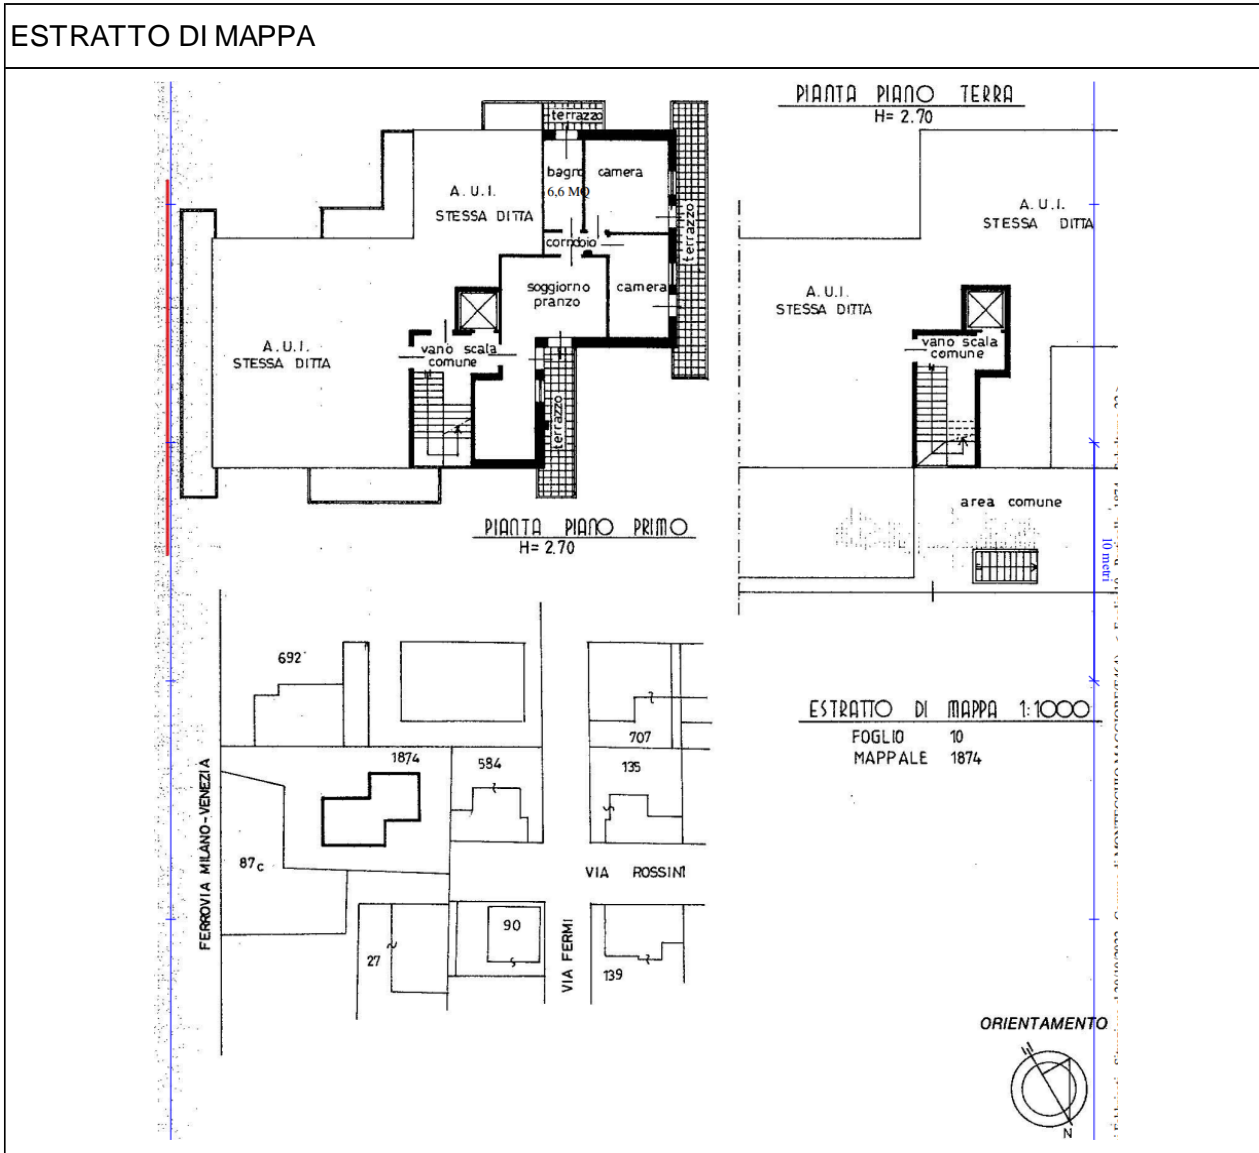 ESTRATTO DI MAPPA
PIANTA PIANO TERRA
H= 2.70
terrazzo
bagno
camera
6,6 MQ
A.U.I.
STESSA DITTA
terrazzo
corridoio
soggiorno
pranzo
camera
A.U.I.
STESSA DITTA
vano scala
comune
terrazzo
PIANTA PIANO PRIMO
H= 2.70
A.U.I.
STESSA DITTA
A.U.I.
STESSA DITTA
vano scala
comune
area comune
10 metri
692
1874
584
707
135
87c
FERROVIA MILANO-VENEZIA
VIA ROSSINI
90
27
VIA FERMI
139
ESTRATTO DI MAPPA 1:1000
FOGLIO 10
MAPPALE 1874
ORIENTAMENTO
N